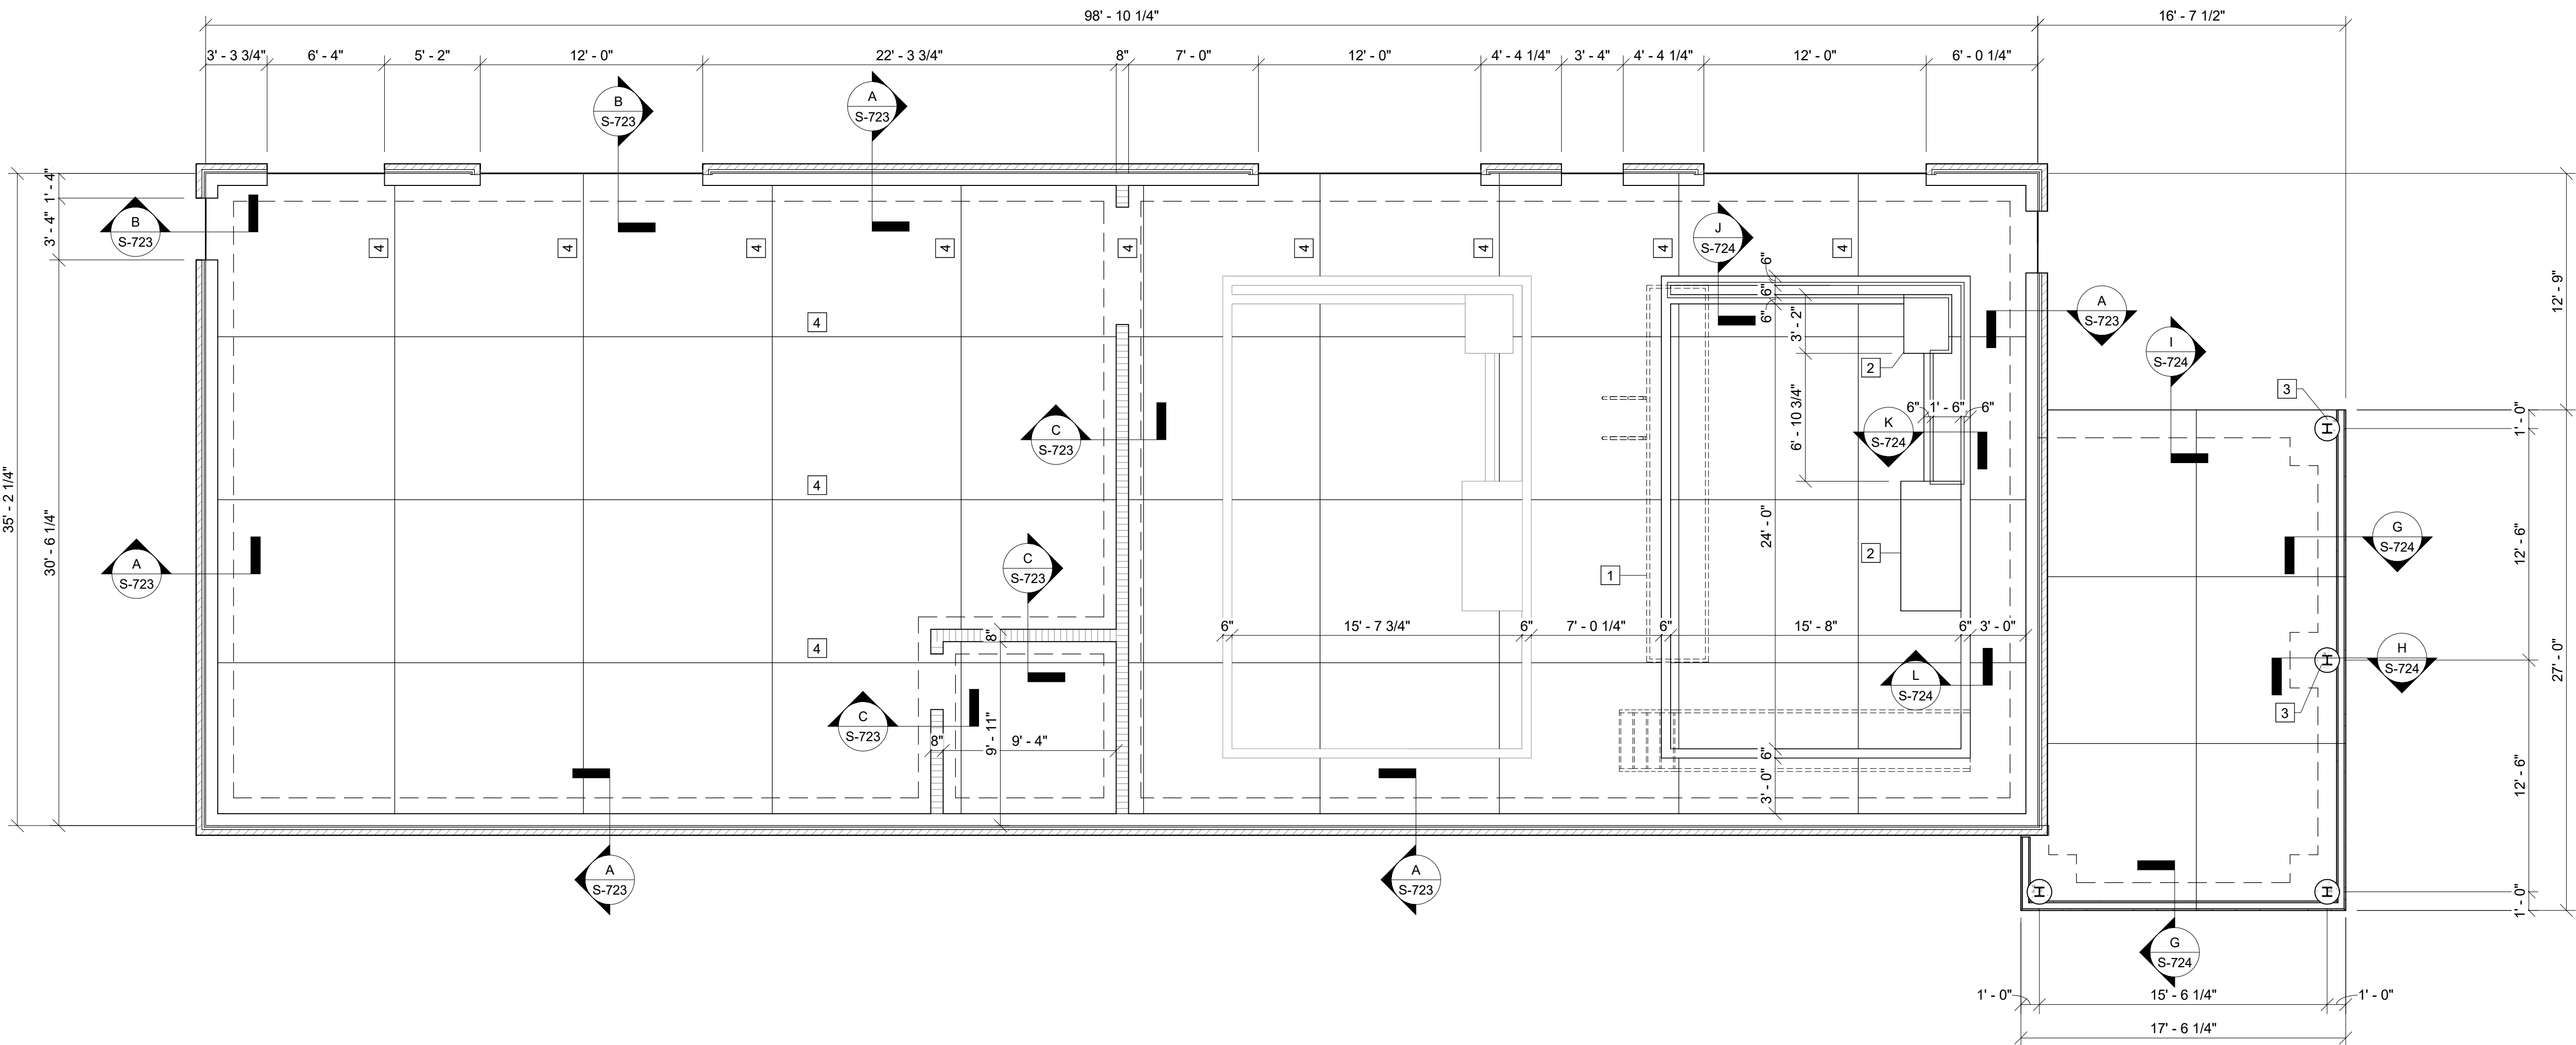 98' - 10 1/4"
16' - 7 1/2"
3' - 3 3/4"
6' - 4"
5' - 2"
12' - 0"
22' - 3 3/4"
8"
7' - 0"
12' - 0"
4' - 4 1/4"
3' - 4"
4' - 4 1/4"
12' - 0"
6' - 0 1/4"
B
S-723
A
S-723
1' - 4"
3' - 4"
B
S-723
4
4
4
4
4
4
4
4
4
J
S-724
6"
6"
6"
3' - 2"
12' - 9"
A
S-723
I
S-724
4
2
3
1' - 0"
6' - 10 3/4"
6"
1' - 6"
6"
K
S-724
C
S-723
35' - 2 1/4"
30' - 6 1/4"
4
24' - 0"
G
S-724
12' - 6"
A
S-723
C
S-723
1
2
6"
15' - 7 3/4"
6"
7' - 0 1/4"
6"
15' - 8"
6"
3' - 0"
8"
4
H
S-724
27' - 0"
L
S-724
3
C
S-723
9' - 11"
8"
9' - 4"
6"
3' - 0"
12' - 6"
A
S-723
A
S-723
1' - 0"
G
S-724
1' - 0"
15' - 6 1/4"
1' - 0"
17' - 6 1/4"